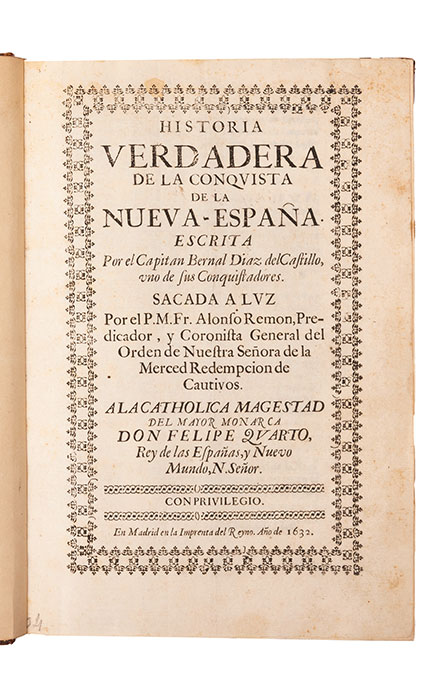 HISTORIA
VERDADERA
DE LA CONQVISTA
DE LA
NUEVA-ESPAÑA.
ESCRITA
Por el Capitan Bernal Diaz del Castillo,
vno de sus Conquistadores.
SACADA A LVZ
Por el P.M.Fr. Alonso Remon, Pre-
dicador, y Coronista General del
Orden de Nuestra Señora de la
Merced Redempcion de
Cautivos.
A LA CATHOLICA MAGESTAD
DEL MAYOR MONARCA
DON FELIPE QVARTO,
Rey de las Españas, y Nuevo
Mundo, N. Señor.
CON PRIVILEGIO.
En Madrid en la Imprenta del Reyno. Año de 1632.